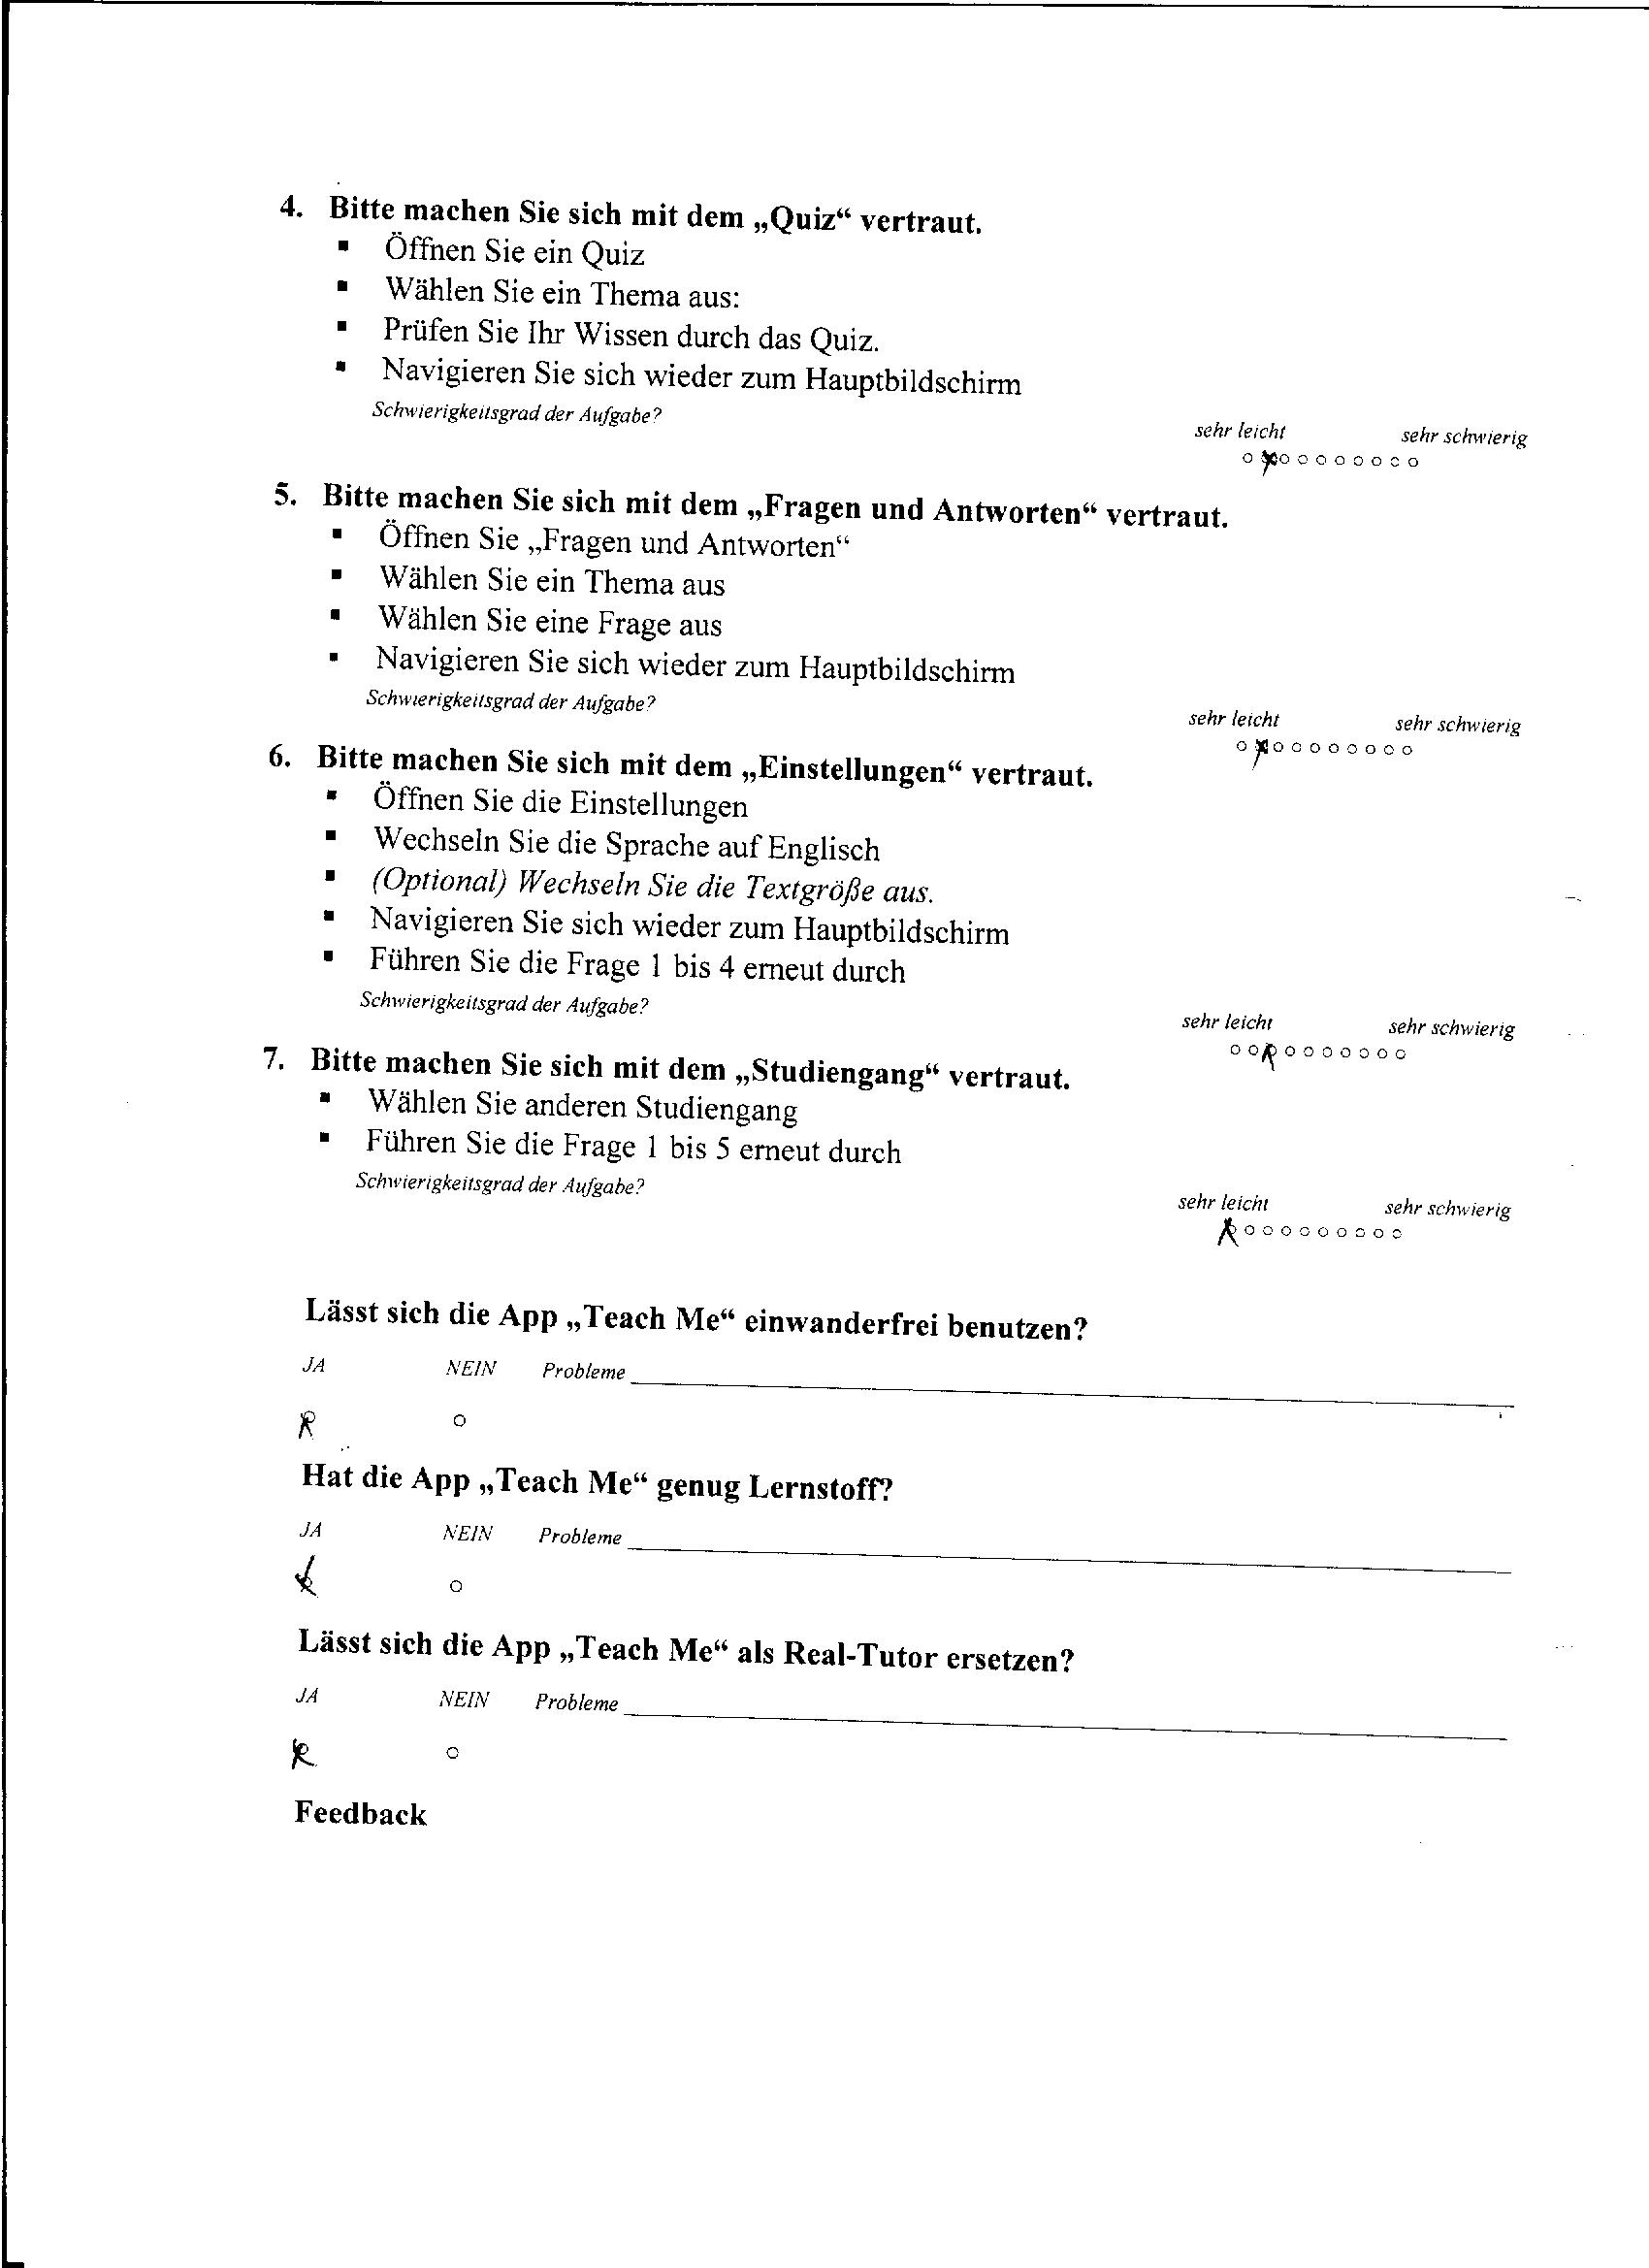 4. Bitte machen Sie sich mit dem „Quiz“ vertraut.
▪ Öffnen Sie ein Quiz
▪ Wählen Sie ein Thema aus:
▪ Prüfen Sie Ihr Wissen durch das Quiz.
▪ Navigieren Sie sich wieder zum Hauptbildschirm
Schwierigkeitsgrad der Aufgabe?
sehr leicht sehr schwierig
5. Bitte machen Sie sich mit dem „Fragen und Antworten“ vertraut.
▪ Öffnen Sie „Fragen und Antworten“
▪ Wählen Sie ein Thema aus
▪ Wählen Sie eine Frage aus
▪ Navigieren Sie sich wieder zum Hauptbildschirm
Schwierigkeitsgrad der Aufgabe?
sehr leicht sehr schwierig
6. Bitte machen Sie sich mit dem „Einstellungen“ vertraut.
▪ Öffnen Sie die Einstellungen
▪ Wechseln Sie die Sprache auf Englisch
▪ (Optional) Wechseln Sie die Textgröße aus.
▪ Navigieren Sie sich wieder zum Hauptbildschirm
▪ Führen Sie die Frage 1 bis 4 erneut durch
Schwierigkeitsgrad der Aufgabe?
sehr leicht sehr schwierig
7. Bitte machen Sie sich mit dem „Studiengang“ vertraut.
▪ Wählen Sie anderen Studiengang
▪ Führen Sie die Frage 1 bis 5 erneut durch
Schwierigkeitsgrad der Aufgabe?
sehr leicht sehr schwierig
Lässt sich die App „Teach Me“ einwanderfrei benutzen?
JA NEIN Probleme
Hat die App „Teach Me“ genug Lernstoff?
JA NEIN Probleme
Lässt sich die App „Teach Me“ als Real-Tutor ersetzen?
JA NEIN Probleme
Feedback